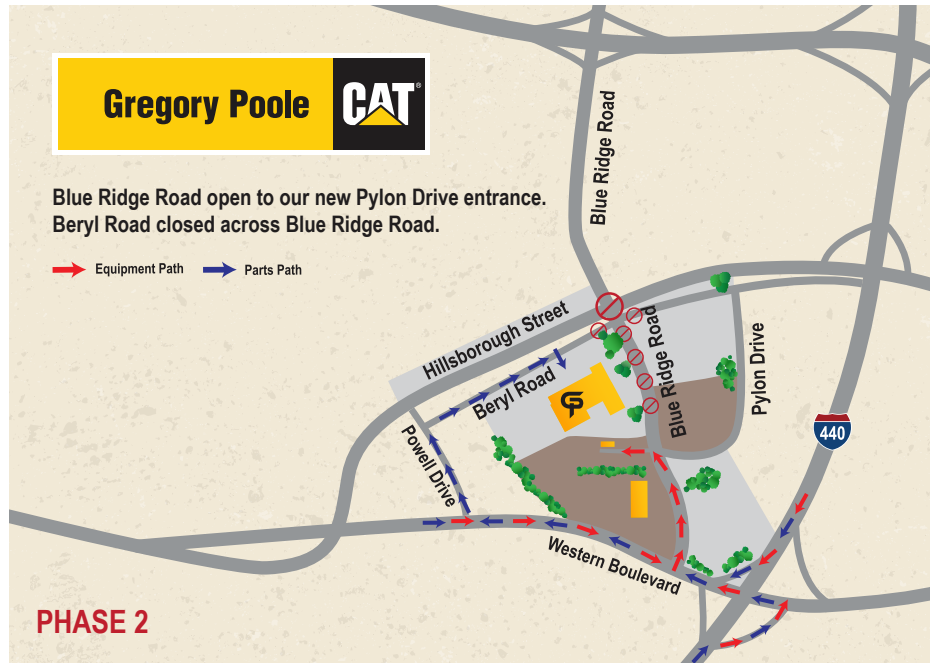 Gregory Poole CAT®
Blue Ridge Road open to our new Pylon Drive entrance.
Beryl Road closed across Blue Ridge Road.
Equipment Path Parts Path
Blue Ridge Road
Hillsborough Street
Beryl Road
Blue Ridge Road
Pylon Drive
Powell Drive
GP
440
Western Boulevard
PHASE 2